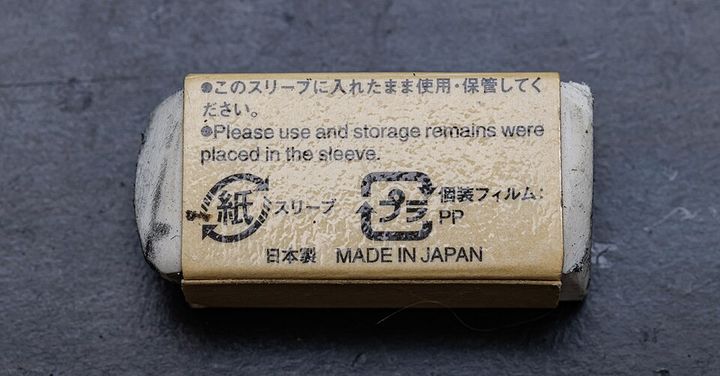 ●このスリーブに入れたまま使用・保管してく
ださい。
●Please use and storage remains were
placed in the sleeve.
紙 スリーブ プラ 個装フィルム:
PP
日本製 MADE IN JAPAN